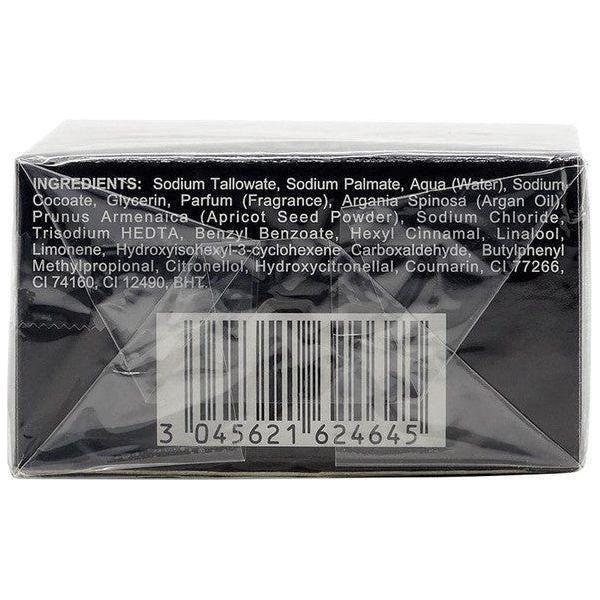 INGREDIENTS: Sodium Tallowate, Sodium Palmate, Aqua (Water), Sodium
Cocoate, Glycerin, Parfum (Fragrance), Argania Spinosa (Argan Oil),
Prunus Armenaica (Apricot Seed Powder), Sodium Chloride,
Trisodium HEDTA, Benzyl Benzoate, Hexyl Cinnamal, Linalool,
Limonene, Hydroxyisohexyl-3-cyclohexene Carboxaldehyde, Butylphenyl
Methylpropional, Citronellol, Hydroxycitronellal, Coumarin, CI 77266,
CI 74160, CI 12490, BHT.
3 045621 624645